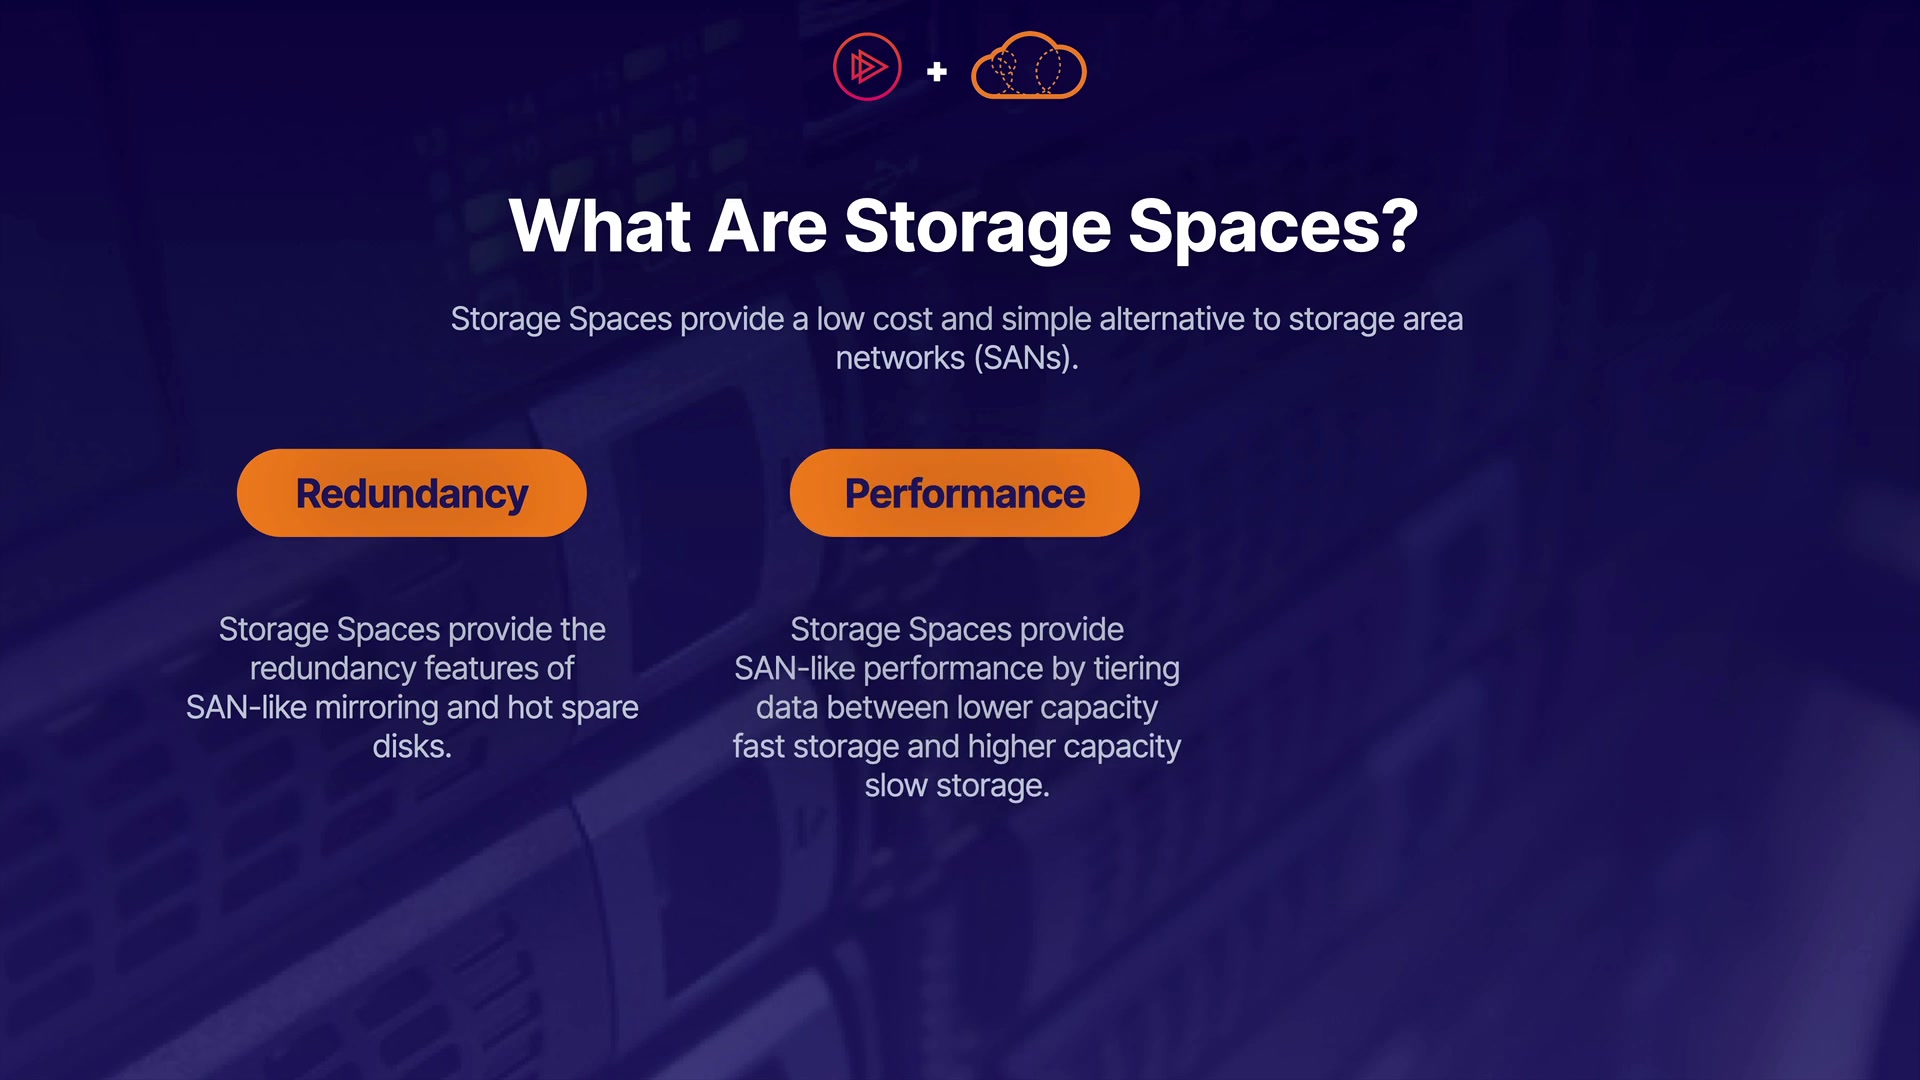 What Are Storage Spaces?
Storage Spaces provide a low cost and simple alternative to storage area
networks (SANs).
Redundancy
Storage Spaces provide the
redundancy features of
SAN-like mirroring and hot spare
disks.
Performance
Storage Spaces provide
SAN-like performance by tiering
data between lower capacity
fast storage and higher capacity
slow storage.